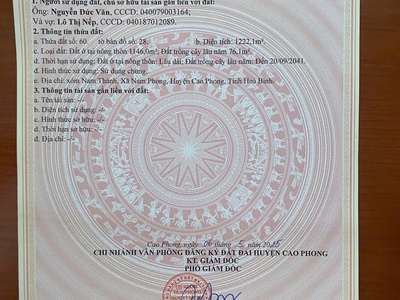 1. Người sử dụng đất, chủ sở hữu tài sản gắn liền với đất:
Ông: Nguyễn Đức Văn, CCCD: 040079003164;
Và vợ: Lô Thị Nếp, CCCD: 040187012089.
2. Thông tin thửa đất:
a. Thửa đất số: 60. tờ bản đồ số: 28. b. Diện tích: 1222,1m².
c. Loại đất: Đất ở tại nông thôn 1146,0m²; Đất trồng cây lâu năm 76,1m².
d. Thời hạn sử dụng: Đất ở tại nông thôn: Lâu dài; Đất trồng cây lâu năm: Đến 20/09/2041.
đ. Hình thức sử dụng: Sử dụng chung.
e. Địa chỉ: xóm Nam Thành, Xã Nam Phong, Huyện Cao Phong, Tỉnh Hoà Bình.
3. Thông tin tài sản gắn liền với đất:
a. Tên tài sản: -/-
b. Diện tích sử dụng: -/-
c. Hình thức sở hữu: -/-
d. Thời hạn sở hữu: -/-
đ. Địa chỉ: -/-
Cao Phong, ngày tháng 5 năm 2025
CHI NHÁNH VĂN PHÒNG ĐĂNG KÝ ĐẤT ĐAI HUYỆN CAO PHONG
KT. GIÁM ĐỐC
PHÓ GIÁM ĐỐC